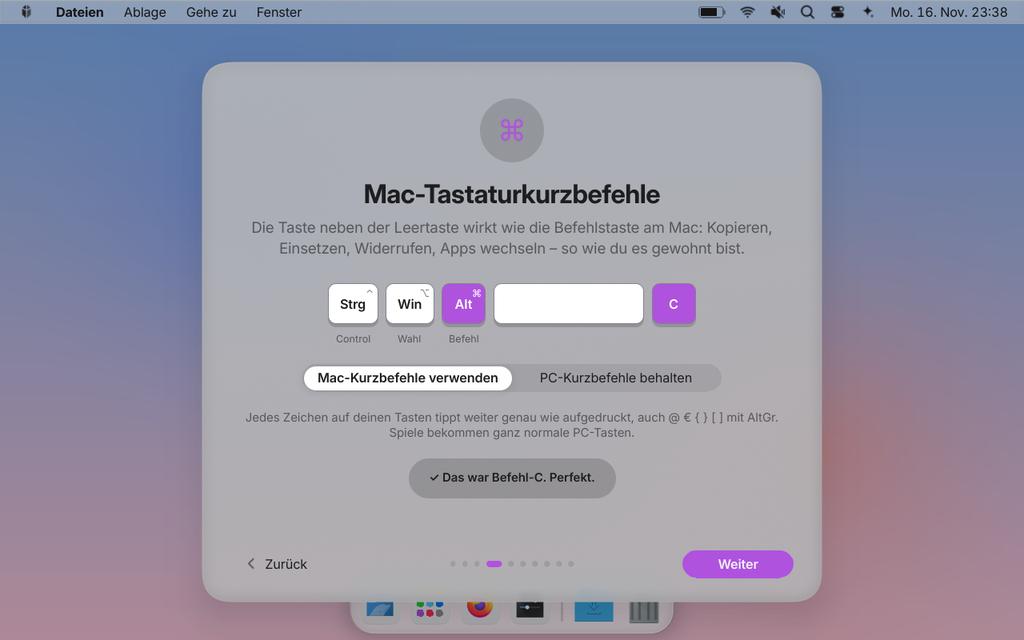 Dateien Ablage Gehe zu Fenster Mo. 16. Nov. 23:38
⌘
Mac-Tastaturkurzbefehle
Die Taste neben der Leertaste wirkt wie die Befehlstaste am Mac: Kopieren,
Einsetzen, Widerrufen, Apps wechseln – so wie du es gewohnt bist.
Strg ^ Win ⌥ Alt ⌘ C
Control Wahl Befehl
Mac-Kurzbefehle verwenden PC-Kurzbefehle behalten
Jedes Zeichen auf deinen Tasten tippt weiter genau wie aufgedruckt, auch @ € { } [ ] mit AltGr.
Spiele bekommen ganz normale PC-Tasten.
✓ Das war Befehl-C. Perfekt.
Zurück Weiter